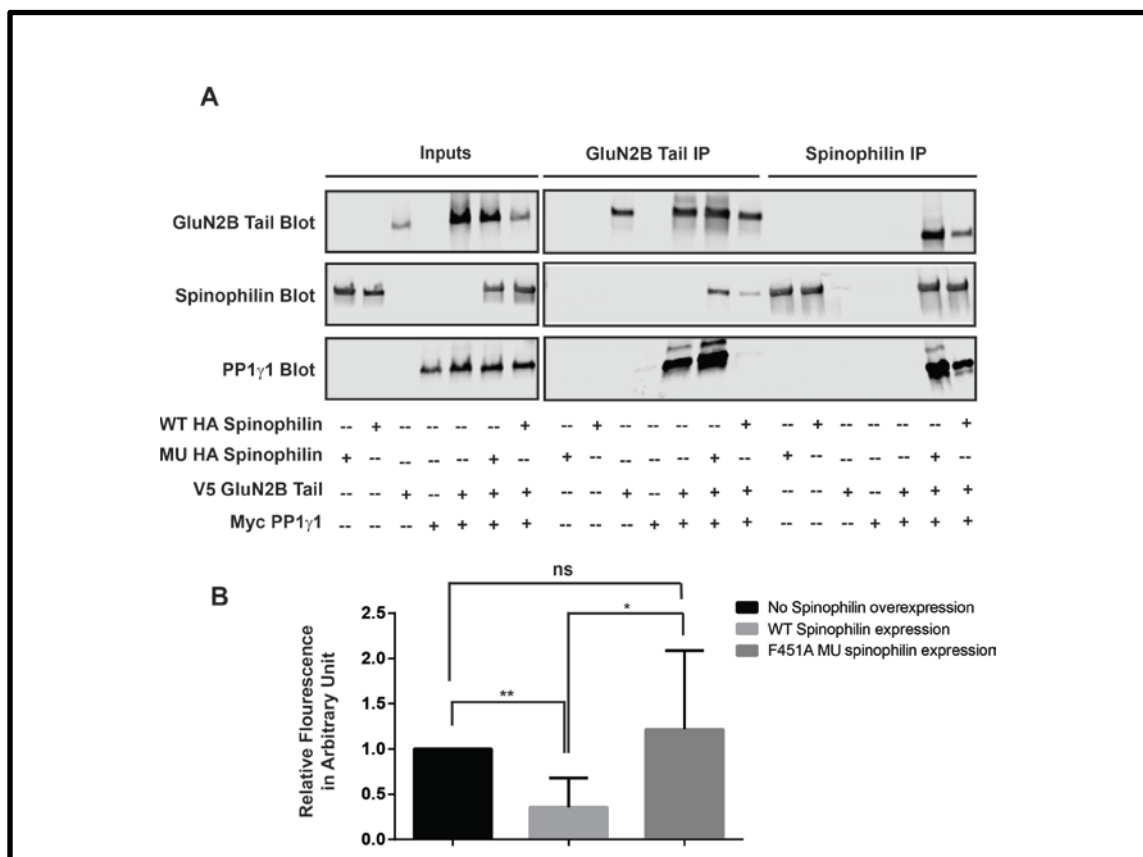 A
Inputs GluN2B Tail IP Spinophilin IP
GluN2B Tail Blot
Spinophilin Blot
PP1γ1 Blot
WT HA Spinophilin -- + -- -- -- -- + -- + -- -- -- -- + -- + -- -- -- -- +
MU HA Spinophilin + -- -- -- -- + -- + -- -- -- -- + -- + -- -- -- -- + --
V5 GluN2B Tail -- -- + -- + + + -- -- + -- + + + -- -- + -- + + +
Myc PP1γ1 -- -- -- + + + + -- -- -- + + + + -- -- -- + + + +
B
ns
*
**
Relative Flourescence
in Arbitrary Unit
2.5
2.0
1.5
1.0
0.5
0.0
No Spinophilin overexpression
WT Spinophilin expression
F451A MU spinophilin expression